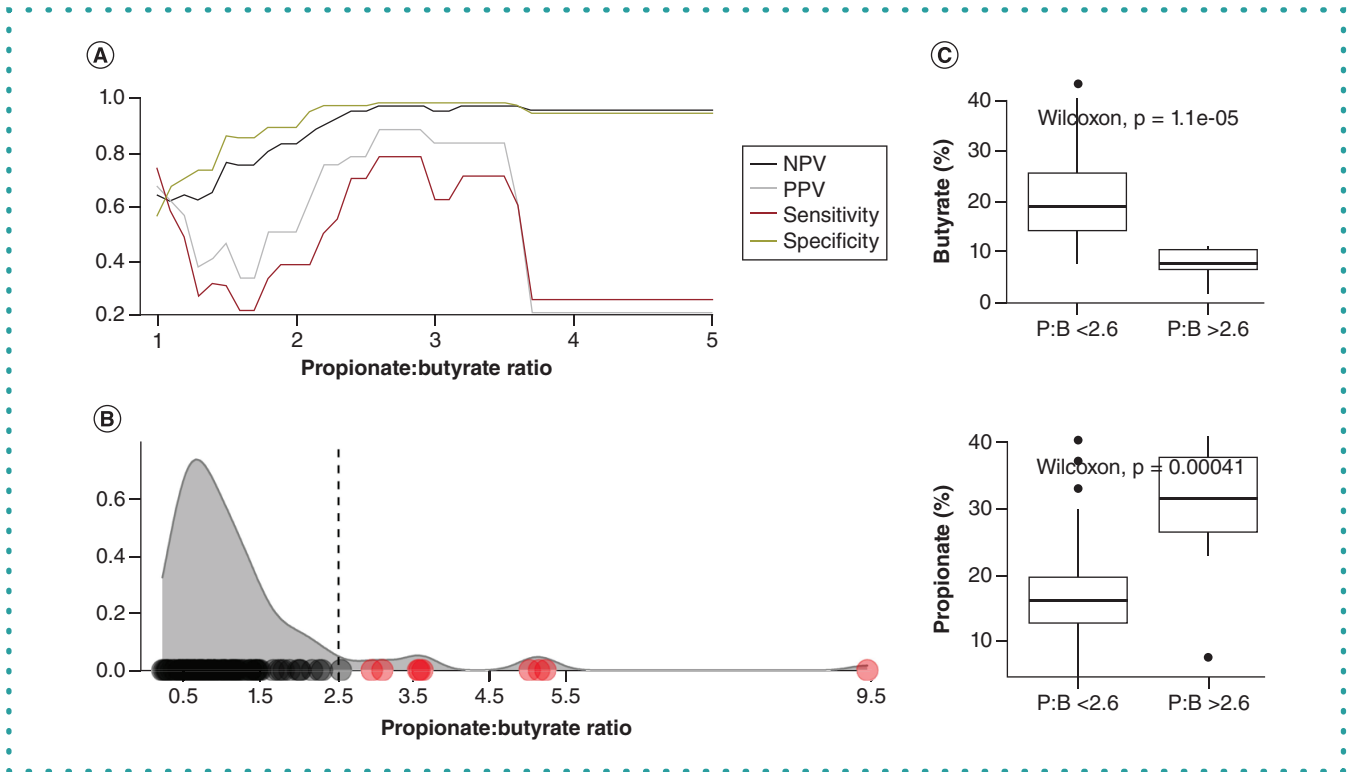 A
1.0
0.8
0.6
0.4
0.2
1
2
3
4
5
Propionate:butyrate ratio
NPV
PPV
Sensitivity
Specificity
B
0.6
0.4
0.2
0.0
0.5
1.5
2.5
3.5
4.5
5.5
9.5
Propionate:butyrate ratio
C
Butyrate (%)
40
30
20
10
0
Wilcoxon, p = 1.1e-05
P:B <2.6
P:B >2.6
Propionate (%)
40
30
20
10
Wilcoxon, p = 0.00041
P:B <2.6
P:B >2.6